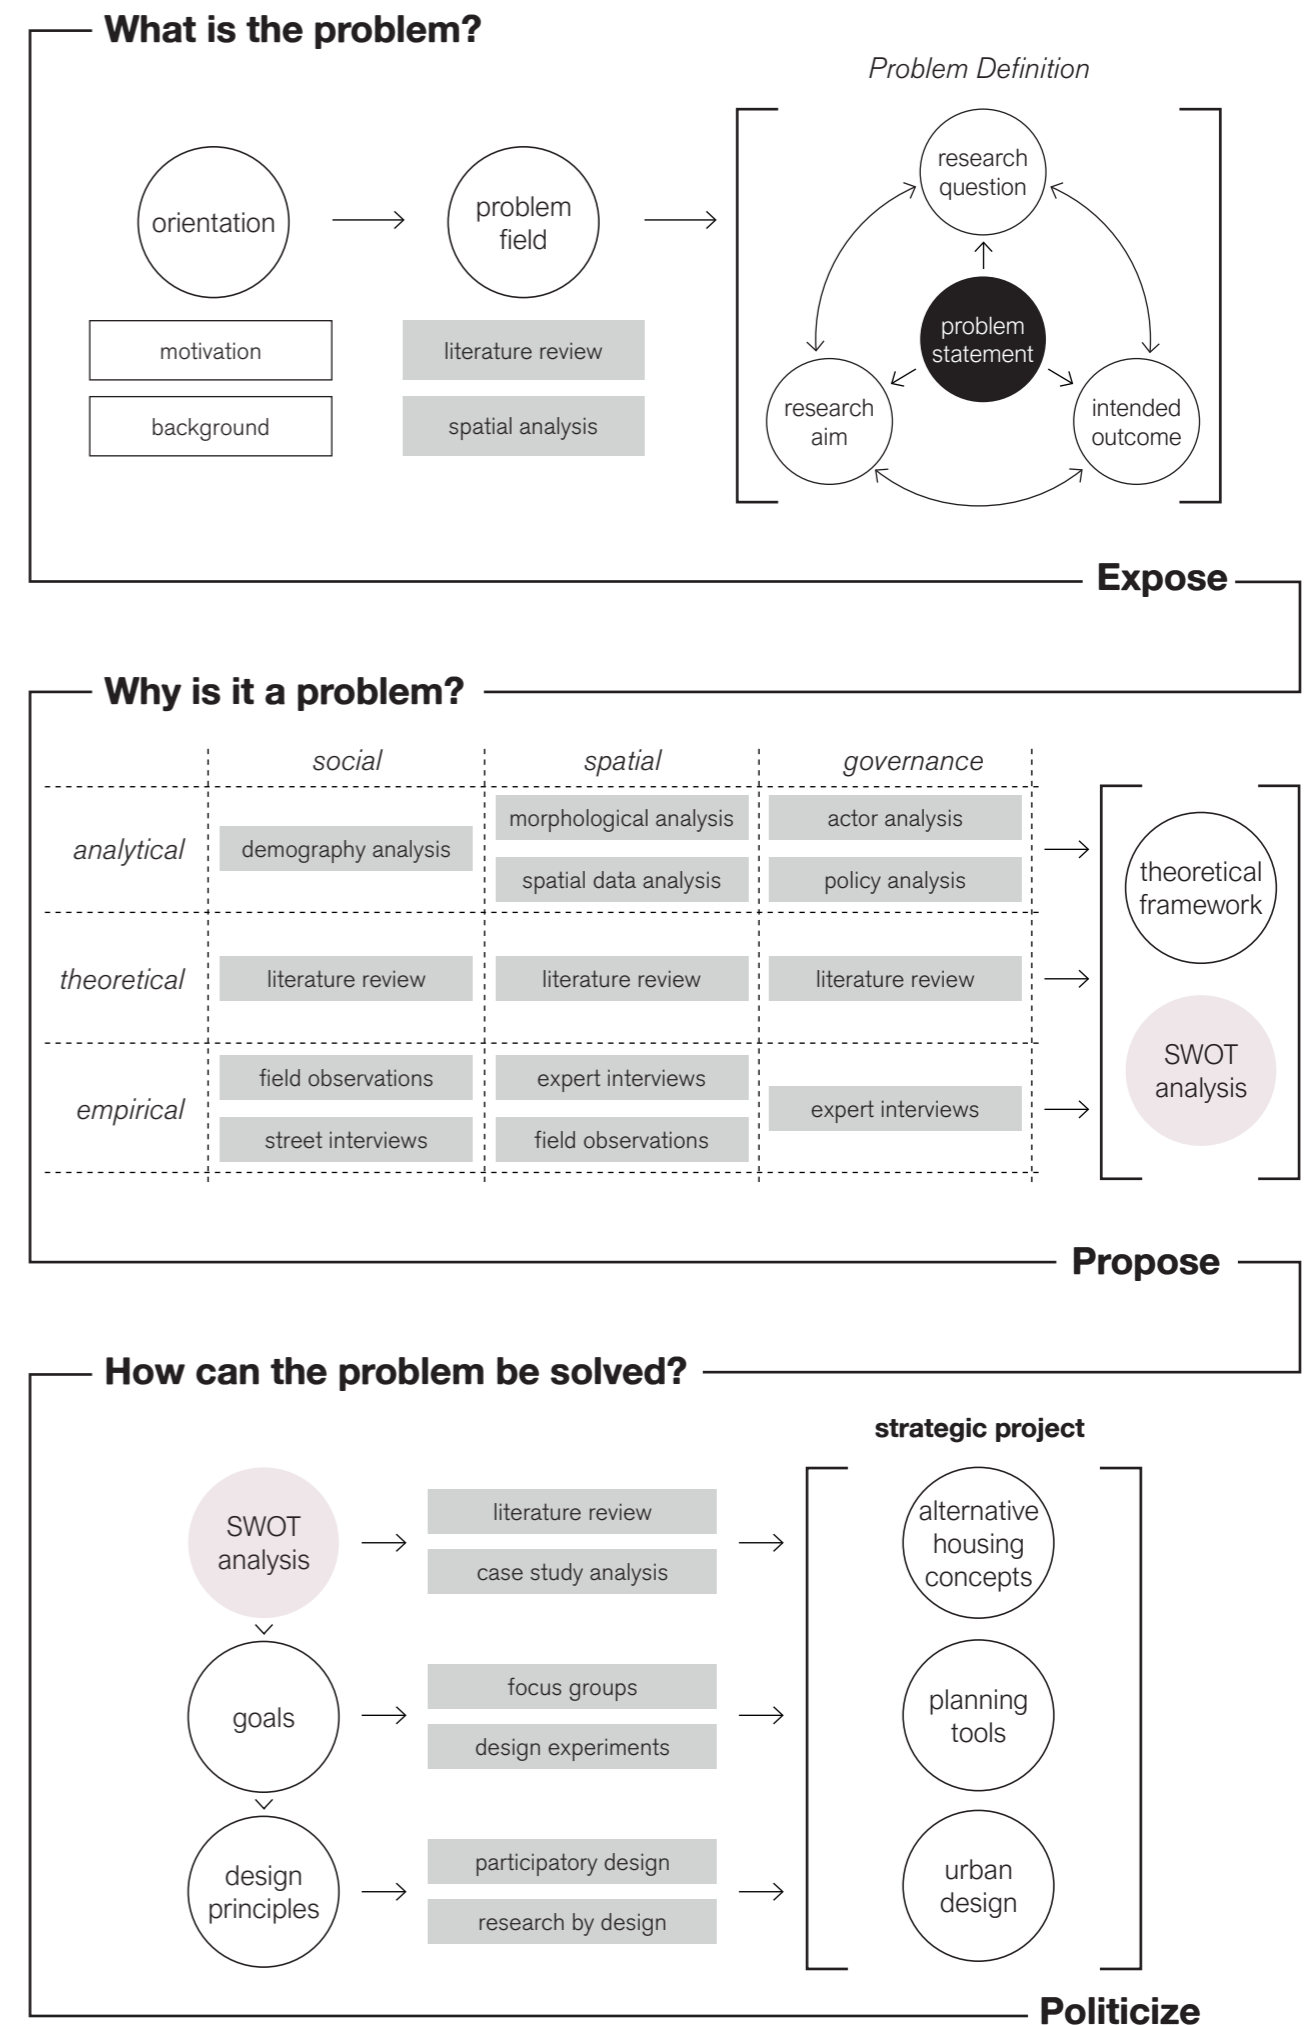 What is the problem?
Problem Definition
orientation
problem
field
motivation
background
literature review
spatial analysis
research
question
problem
statement
research
aim
intended
outcome
Expose
Why is it a problem?
social
spatial
governance
analytical
demography analysis
morphological analysis
spatial data analysis
actor analysis
policy analysis
theoretical
literature review
literature review
literature review
empirical
field observations
street interviews
expert interviews
field observations
expert interviews
theoretical
framework
SWOT
analysis
Propose
How can the problem be solved?
strategic project
SWOT
analysis
literature review
case study analysis
alternative
housing
concepts
goals
focus groups
design experiments
planning
tools
design
principles
participatory design
research by design
urban
design
Politicize